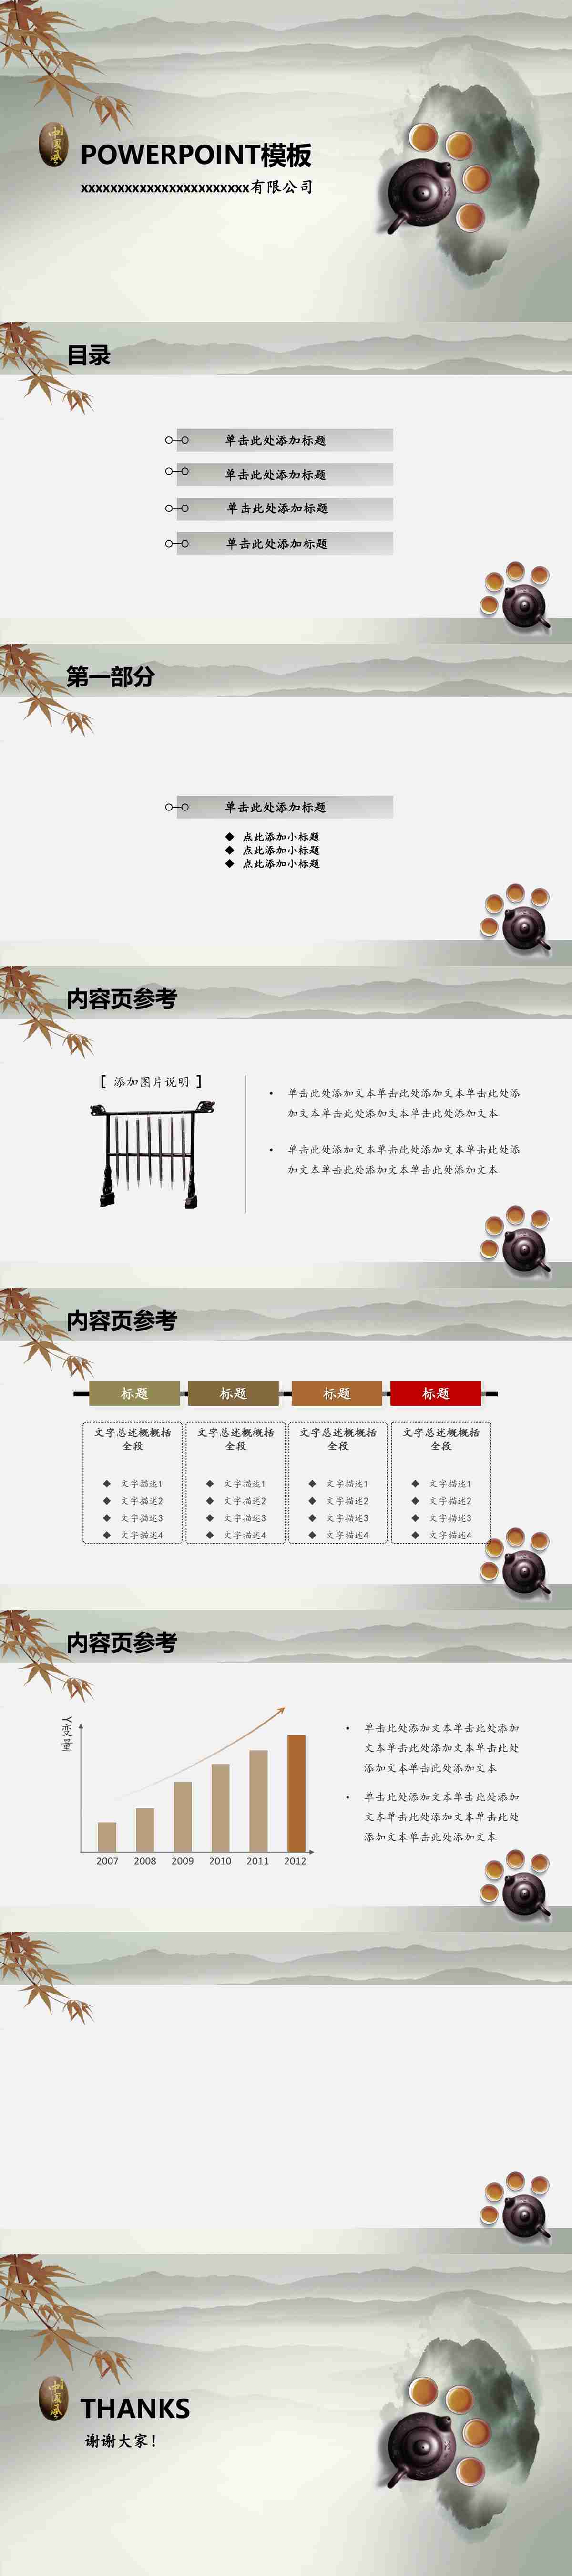 中国风
POWERPOINT模板
xxxxxxxxxxxxxxxxxxxxxxx有限公司
目录
单击此处添加标题
单击此处添加标题
单击此处添加标题
单击此处添加标题
第一部分
单击此处添加标题
◆ 点此添加小标题
◆ 点此添加小标题
◆ 点此添加小标题
内容页参考
[ 添加图片说明 ]
• 单击此处添加文本单击此处添加文本单击此处添
加文本单击此处添加文本单击此处添加文本
• 单击此处添加文本单击此处添加文本单击此处添
加文本单击此处添加文本单击此处添加文本
内容页参考
标题 标题 标题 标题
文字总述概概括
全段
◆ 文字描述1
◆ 文字描述2
◆ 文字描述3
◆ 文字描述4
文字总述概概括
全段
◆ 文字描述1
◆ 文字描述2
◆ 文字描述3
◆ 文字描述4
文字总述概概括
全段
◆ 文字描述1
◆ 文字描述2
◆ 文字描述3
◆ 文字描述4
文字总述概概括
全段
◆ 文字描述1
◆ 文字描述2
◆ 文字描述3
◆ 文字描述4
内容页参考
Y变量
2007 2008 2009 2010 2011 2012
• 单击此处添加文本单击此处添加
文本单击此处添加文本单击此处
添加文本单击此处添加文本
• 单击此处添加文本单击此处添加
文本单击此处添加文本单击此处
添加文本单击此处添加文本
中国风
THANKS
谢谢大家！